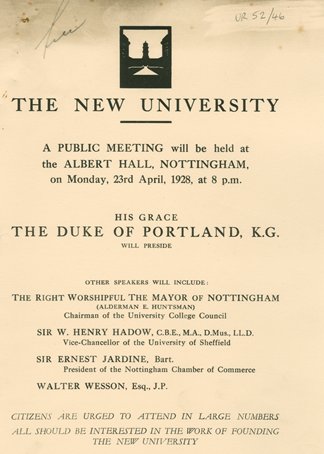 UR 52/46
THE NEW UNIVERSITY
A PUBLIC MEETING will be held at
the ALBERT HALL, NOTTINGHAM,
on Monday, 23rd April, 1928, at 8 p.m.
HIS GRACE
THE DUKE OF PORTLAND, K.G.
WILL PRESIDE
OTHER SPEAKERS WILL INCLUDE:
THE RIGHT WORSHIPFUL THE MAYOR OF NOTTINGHAM
(ALDERMAN E. HUNTSMAN)
Chairman of the University College Council
SIR W. HENRY HADOW, C.B.E., M.A., D.Mus., LL.D.
Vice-Chancellor of the University of Sheffield
SIR ERNEST JARDINE, Bart.
President of the Nottingham Chamber of Commerce
WALTER WESSON, Esq., J.P.
CITIZENS ARE URGED TO ATTEND IN LARGE NUMBERS
ALL SHOULD BE INTERESTED IN THE WORK OF FOUNDING
THE NEW UNIVERSITY